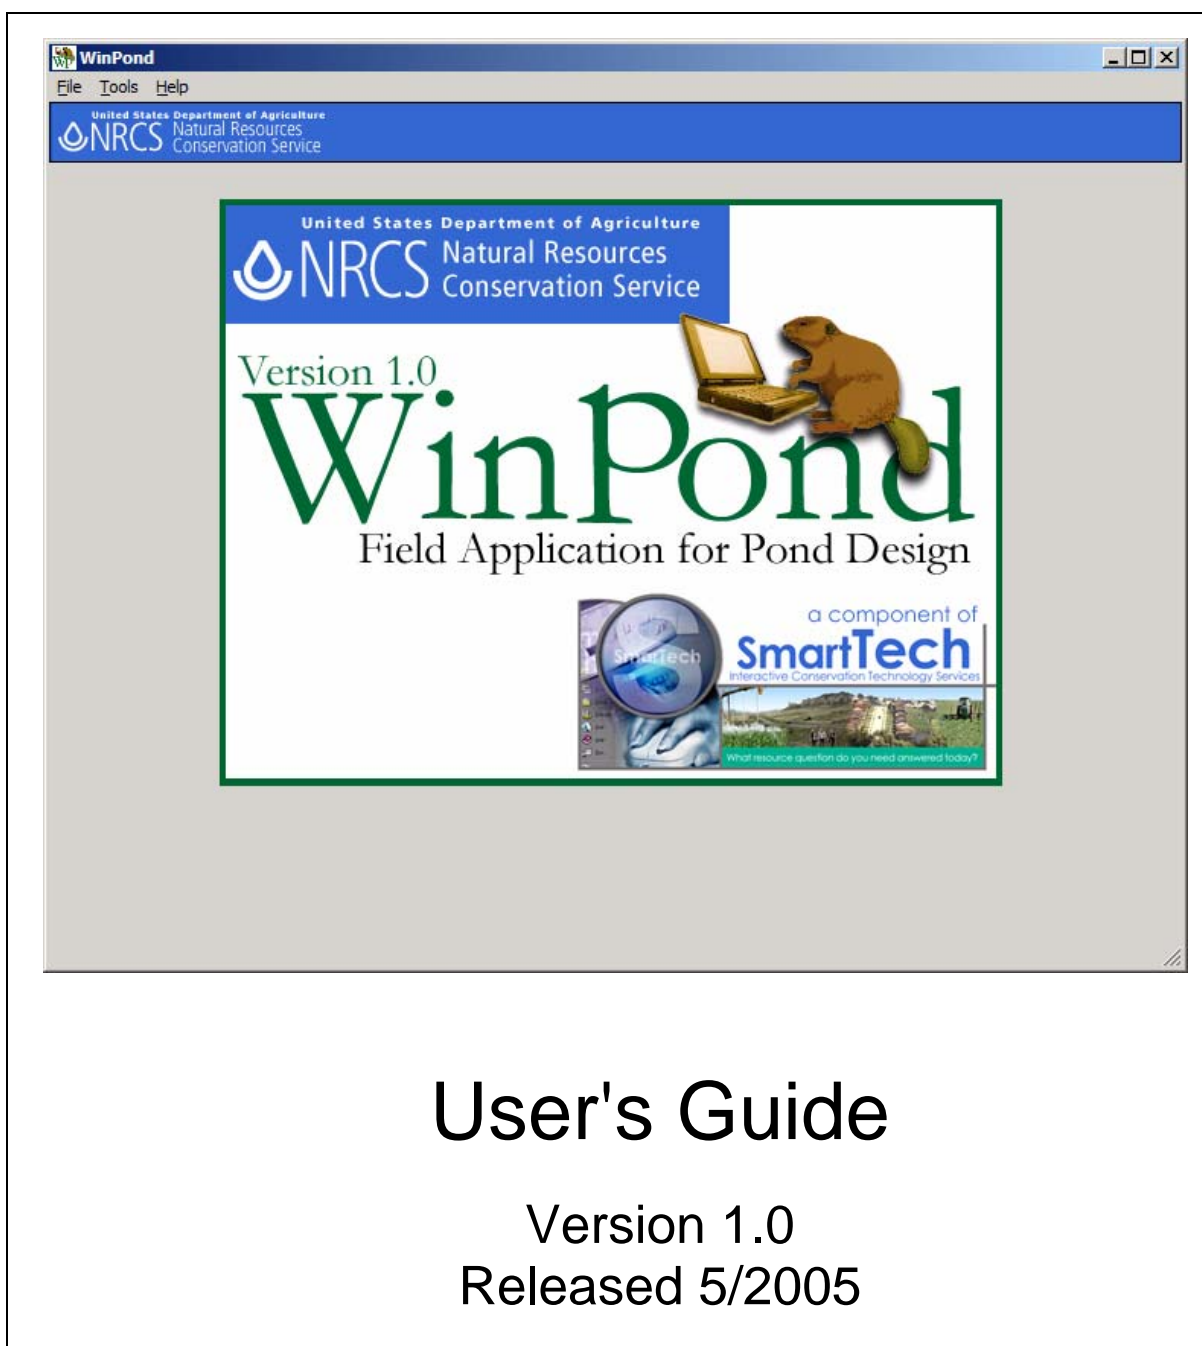 WinPond
File Tools Help
United States Department of Agriculture
NRCS Natural Resources
Conservation Service
United States Department of Agriculture
NRCS Natural Resources
Conservation Service
Version 1.0
WinPond
Field Application for Pond Design
a component of
SmartTech
SmartTech
Interactive Conservation Technology Services
What resource question do you need answered today?
User's Guide
Version 1.0
Released 5/2005